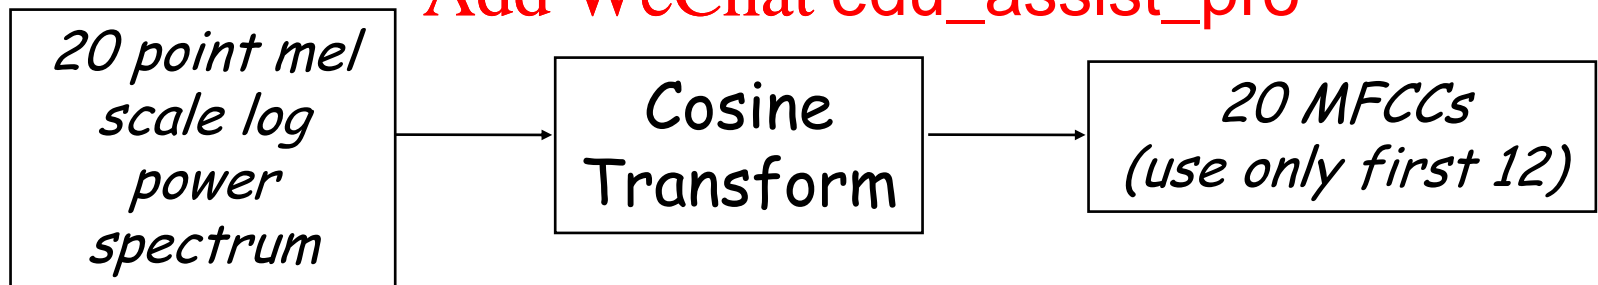 Add WeChat edu_assist_pro
20 point mel
scale log
power
spectrum
Cosine
Transform
20 MFCCs
(use only first 12)